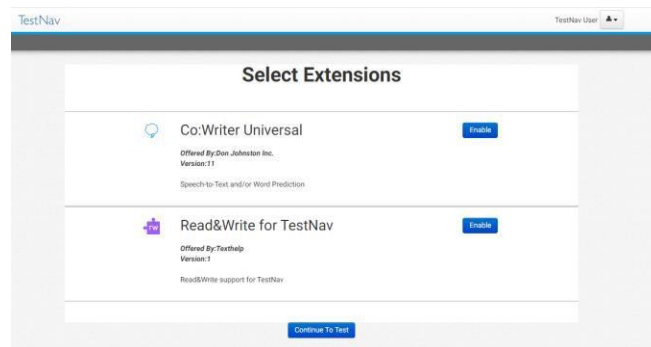 TestNav
TestNav User
Select Extensions
Co:Writer Universal
Enable
Offered By:Don Johnston Inc.
Version:11
Speech-to-Text and/or Word Prediction
rw
Read&Write for TestNav
Enable
Offered By:Texthelp
Version:1
Read&Write support for TestNav
Continue To Test